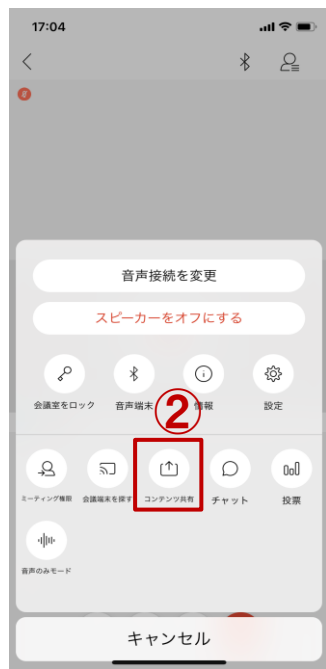 17:04
音声接続を変更
スピーカーをオフにする
会議室をロック 音声端末 情報 設定
②
ミーティング権限 会議端末を探す コンテンツ共有 チャット 投票
音声のみモード
キャンセル